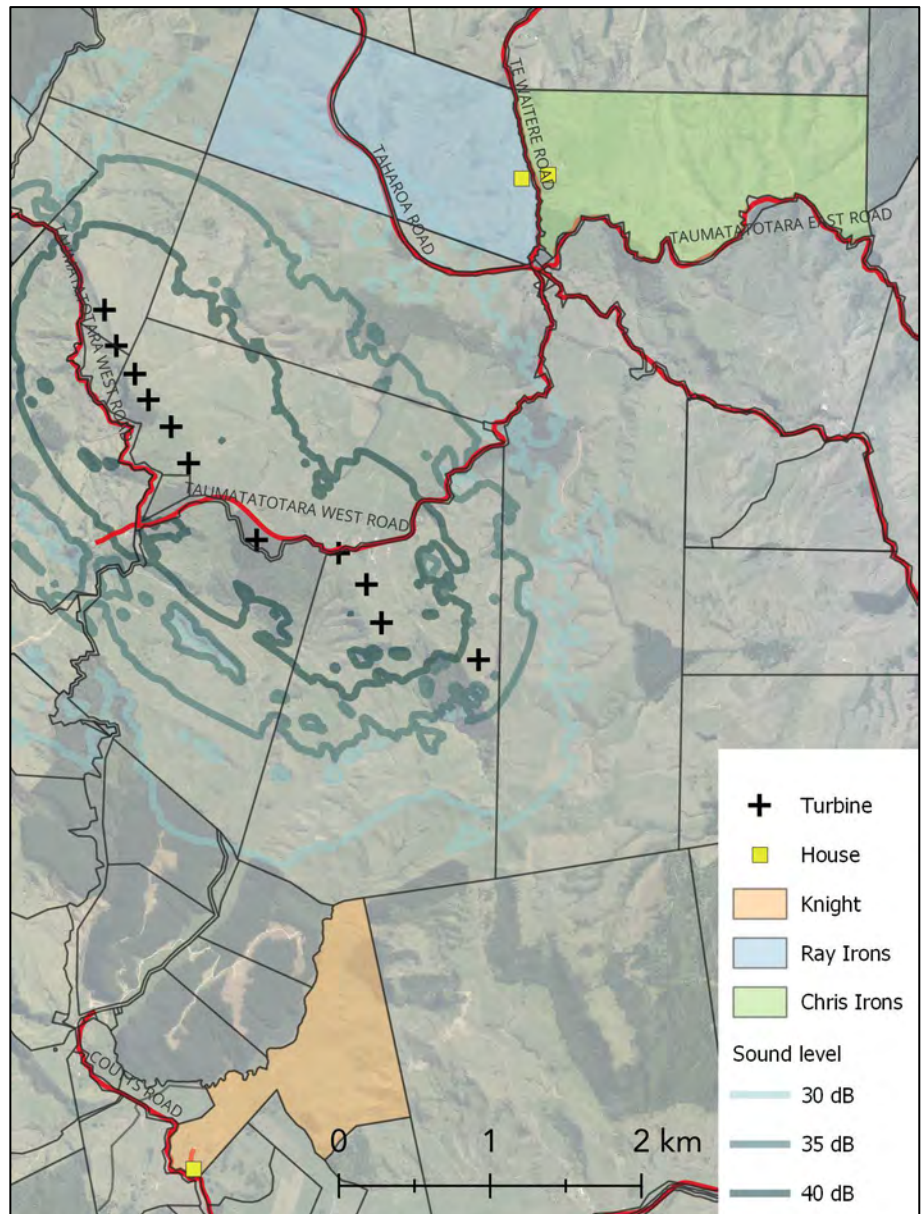 TE WAITERE ROAD
TAHAROA ROAD
TAUMATATOTARA EAST ROAD
TAUMATATOTARA WEST ROAD
TAUMATATOTARA WEST ROAD
COUTTS ROAD
0 1 2 km
Turbine
House
Knight
Ray Irons
Chris Irons
Sound level
30 dB
35 dB
40 dB